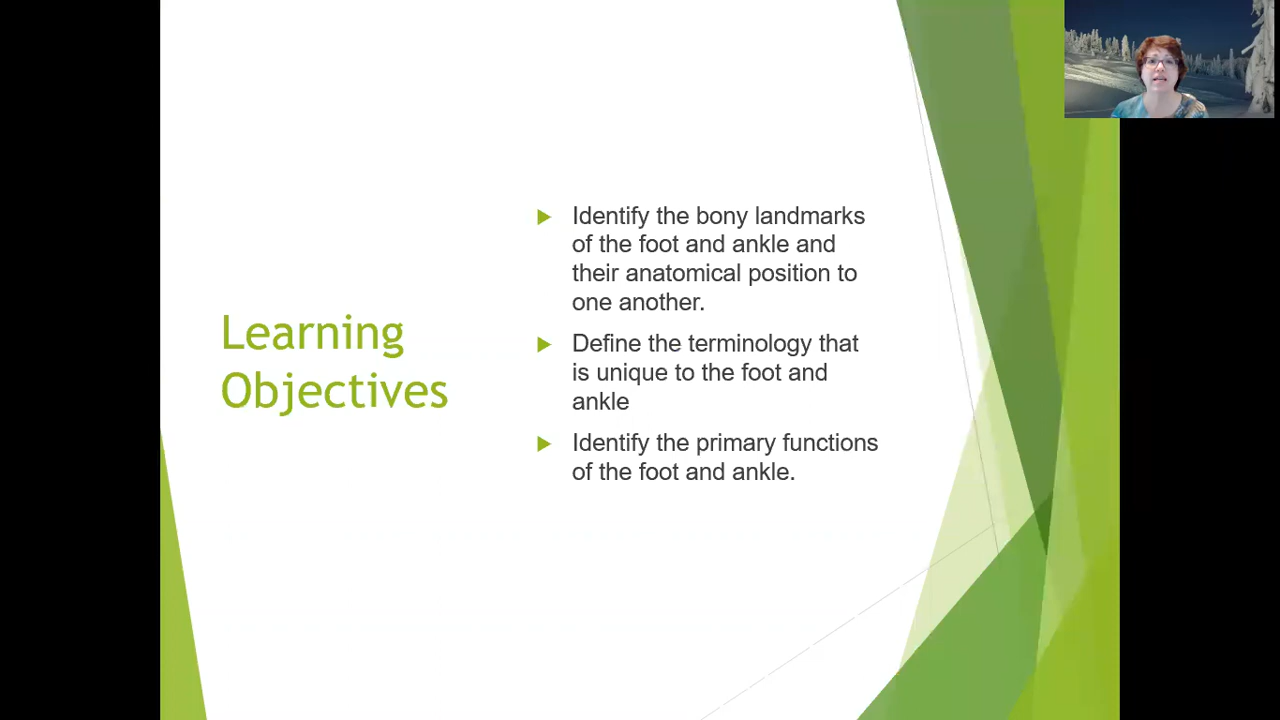 Learning
Objectives
Identify the bony landmarks
of the foot and ankle and
their anatomical position to
one another.
Define the terminology that
is unique to the foot and
ankle
Identify the primary functions
of the foot and ankle.